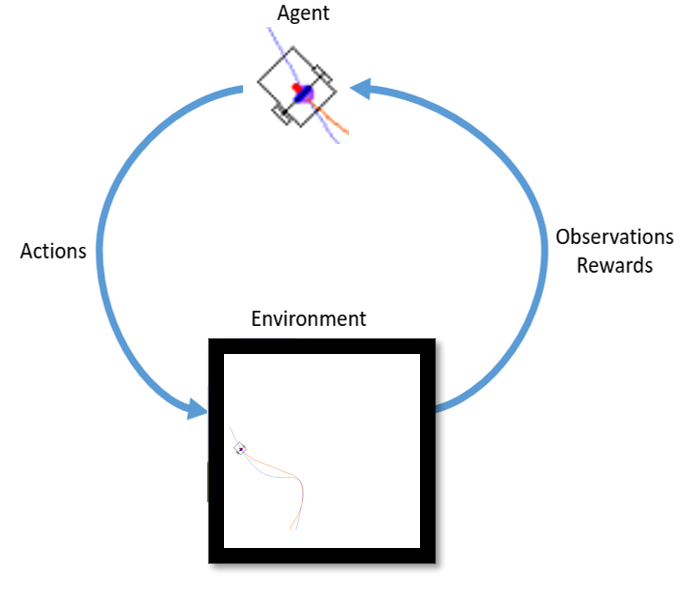 Agent
Actions
Observations
Rewards
Environment